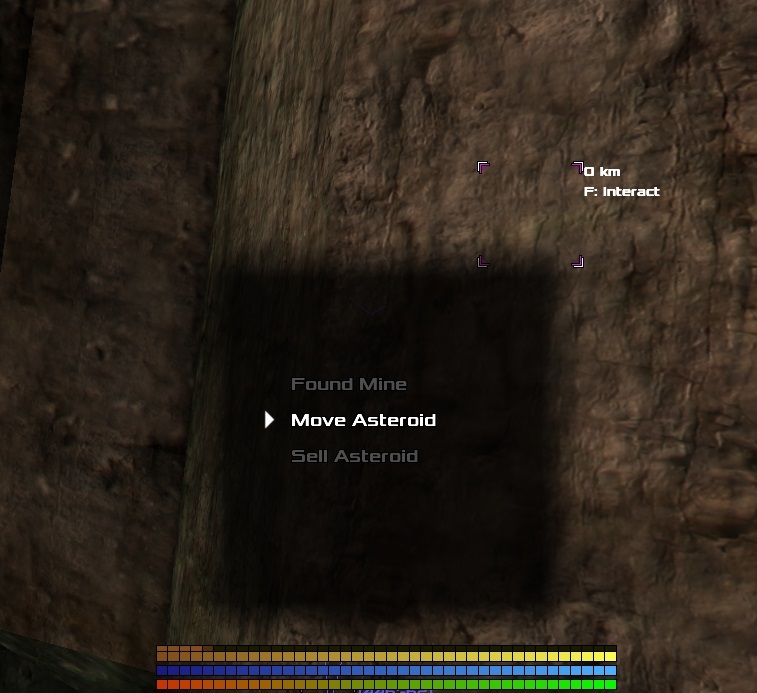 0 km
F: Interact
Found Mine
Move Asteroid
Sell Asteroid